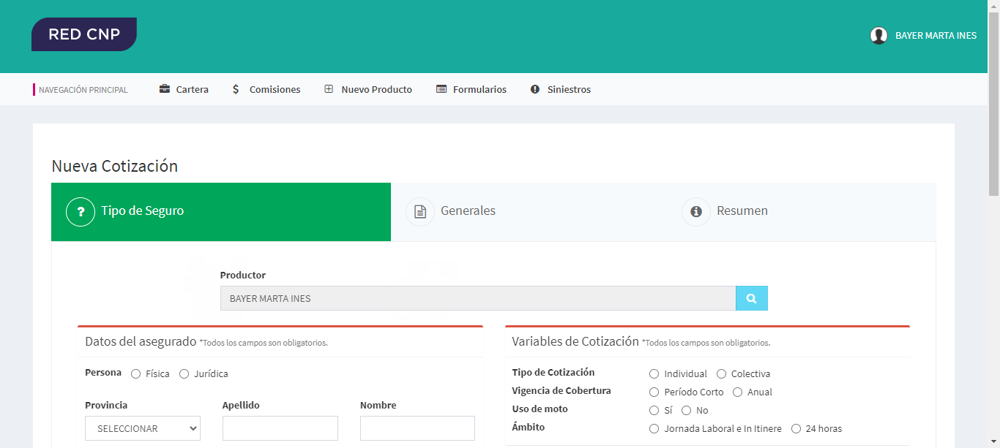 RED CNP
BAYER MARTA INES
NAVEGACIÓN PRINCIPAL Cartera Comisiones Nuevo Producto Formularios Siniestros
Nueva Cotización
Tipo de Seguro Generales Resumen
Productor
BAYER MARTA INES
Datos del asegurado *Todos los campos son obligatorios.
Persona Física Jurídica
Provincia Apellido Nombre
SELECCIONAR
Variables de Cotización *Todos los campos son obligatorios.
Tipo de Cotización Individual Colectiva
Vigencia de Cobertura Período Corto Anual
Uso de moto Sí No
Ámbito Jornada Laboral e In Itinere 24 horas